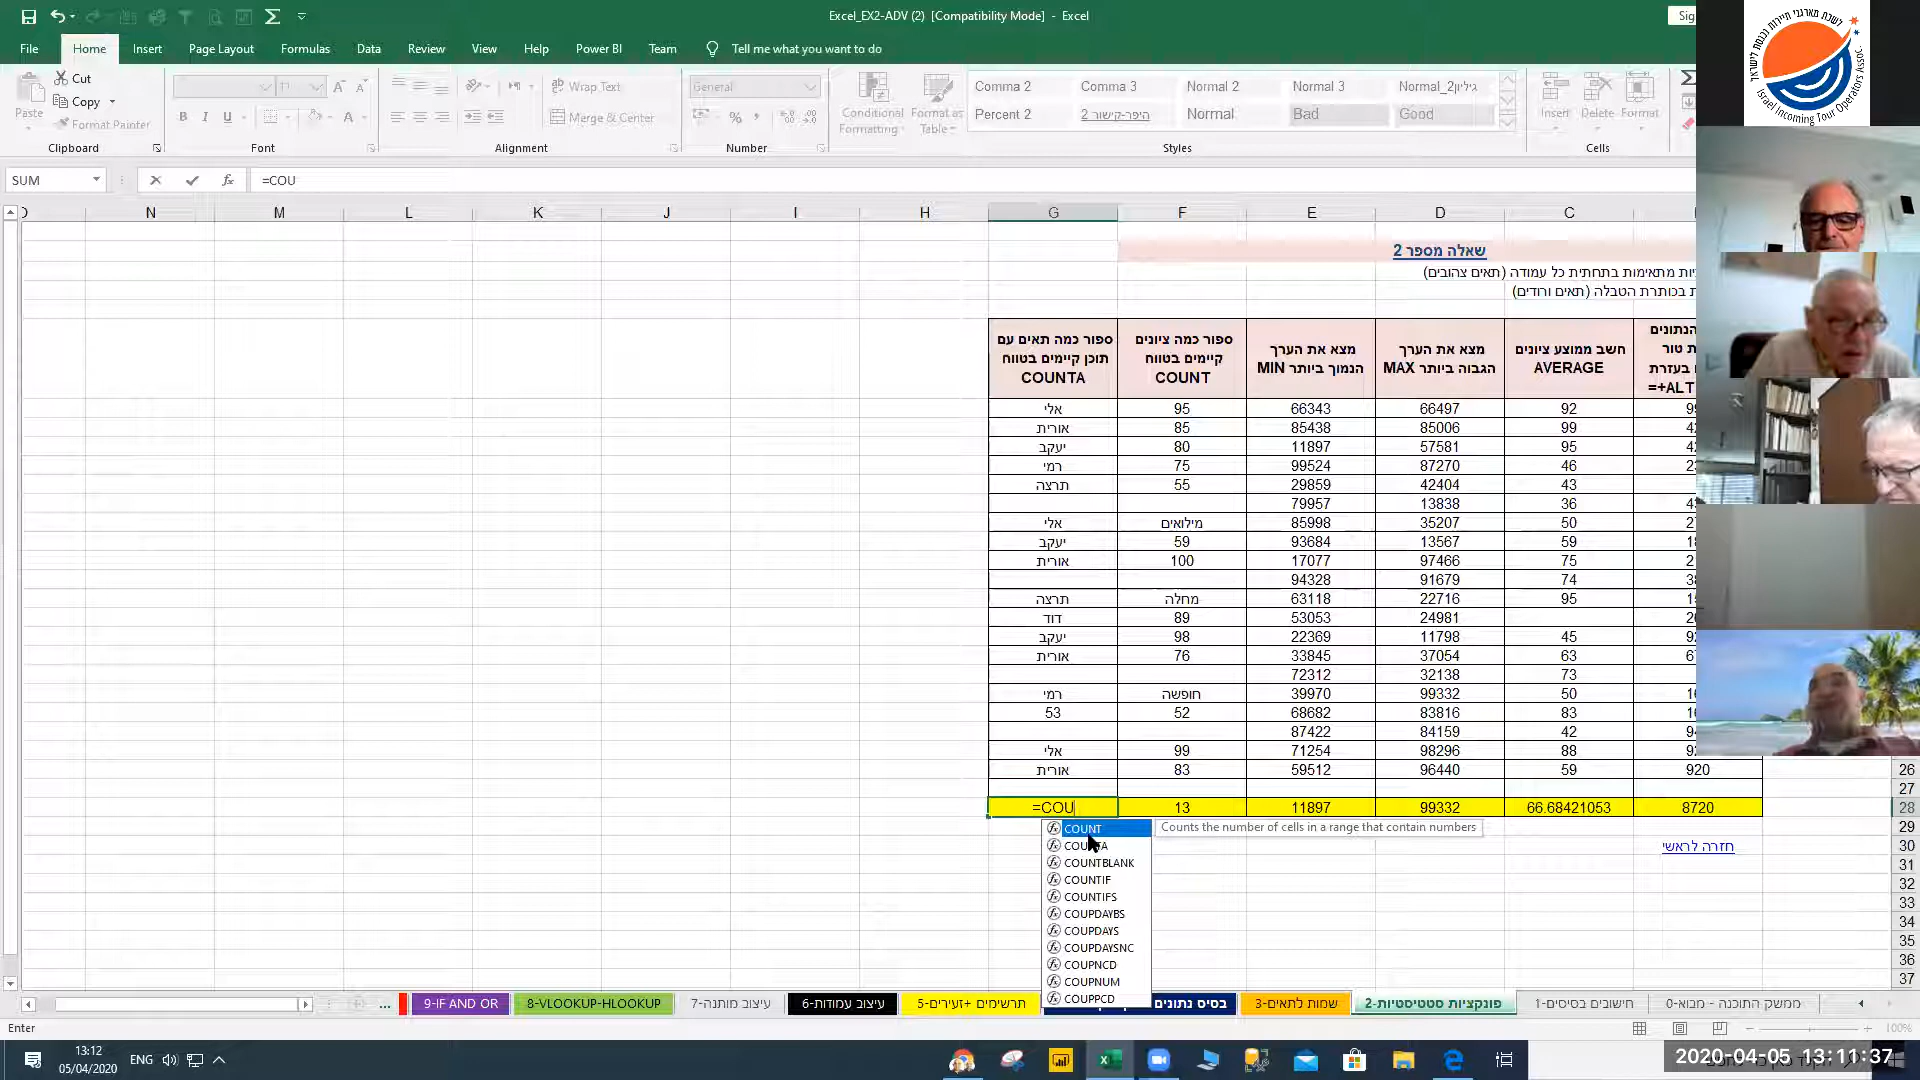 Excel_EX2-ADV (2) [Compatibility Mode] - Excel
Sig
File Home Insert Page Layout Formulas Data Review View Help Power BI Team Tell me what you want to do
Cut
Copy
Format Painter
Paste
General
Wrap Text
Merge & Center
Conditional Formatting
Format as Table
Comma 2 Comma 3 Normal 2 Normal 3 Normal_גיליון2
Percent 2 היפר-קישור 2 Normal Bad Good
Insert Delete Format
Clipboard Font Alignment Number Styles Cells
לשכת מארגני תיירות נכנסת לישראל
Israel Incoming Tour Operators Assoc.
SUM =COU
N M L K J I H G F E D C
שאלה מספר 2
יות מתאימות בתחתית כל עמודה (תאים צהובים)
ת בכותרת הטבלה (תאים ורודים)
ספור כמה תאים עם תוכן קיימים בטווח COUNTA
ספור כמה ציונים קיימים בטווח COUNT
מצא את הערך הנמוך ביותר MIN
מצא את הערך הגבוה ביותר MAX
חשב ממוצע ציונים AVERAGE
הנתונים
ת טור
בעזרת
=+ALT
אלי 95 66343 66497 92
אורית 85 85438 85006 99
יעקב 80 11897 57581 95
רמי 75 99524 87270 46
תרצה 55 29859 42404 43
79957 13838 36
אלי מילואים 85998 35207 50
יעקב 59 93684 13567 59
אורית 100 17077 97466 75
94328 91679 74
תרצה מחלה 63118 22716 95
דוד 89 53053 24981
יעקב 98 22369 11798 45
אורית 76 33845 37054 63
72312 32138 73
רמי חופשה 39970 99332 50
53 52 68682 83816 83
87422 84159 42
אלי 99 71254 98296 88
אורית 83 59512 96440 59 920 26
27
=COU 13 11897 99332 66.68421053 8720 28
COUNT Counts the number of cells in a range that contain numbers 29
COUNTA חזרה לראשי 30
COUNTBLANK 31
COUNTIF 32
COUNTIFS 33
COUPDAYBS 34
COUPDAYS 35
COUPDAYSNC 36
COUPNCD 37
COUPNUM
COUPPCD
... 9-IF AND OR 8-VLOOKUP-HLOOKUP עיצוב מותנה-7 עיצוב עמודות-6 תרשימים +זעירים-5 בסיס נתונים שמות לתאים-3 פונקציות סטטיסטיות-2 חישובים בסיסים-1 ממשק התוכנה - מבוא-0
Enter 100%
13:12
05/04/2020
ENG
2020-04-05 13:11:37